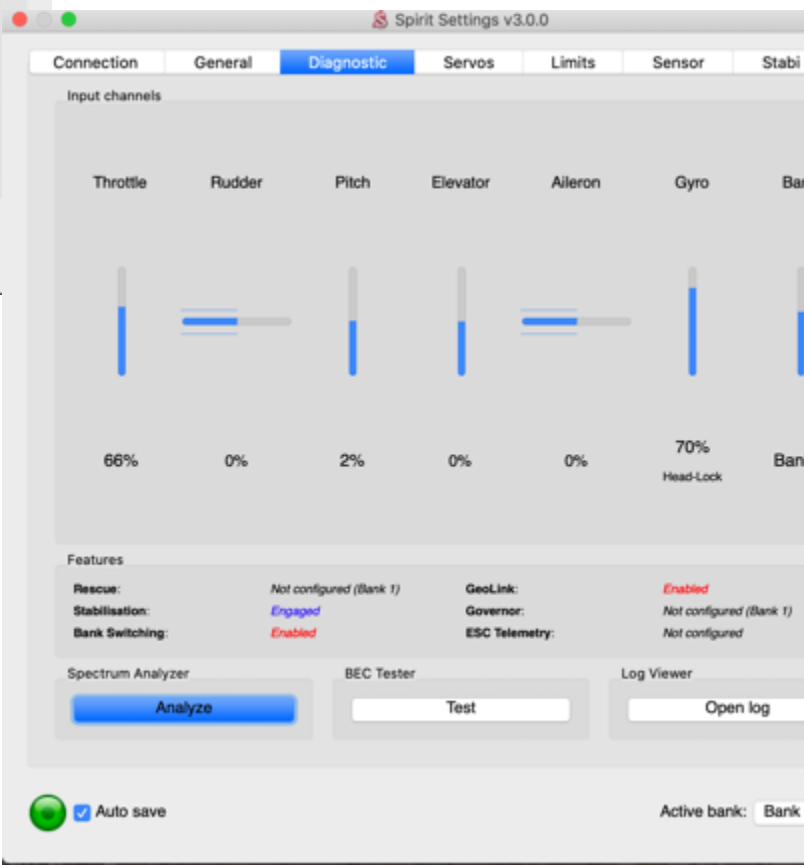 Spirit Settings v3.0.0
Connection General Diagnostic Servos Limits Sensor Stabi
Input channels
Throttle Rudder Pitch Elevator Aileron Gyro Ban
66% 0% 2% 0% 0% 70% Ban
Head-Lock
Features
Rescue: Not configured (Bank 1) GeoLink: Enabled
Stabilisation: Engaged Governor: Not configured (Bank 1)
Bank Switching: Enabled ESC Telemetry: Not configured
Spectrum Analyzer BEC Tester Log Viewer
Analyze Test Open log
Auto save Active bank: Bank